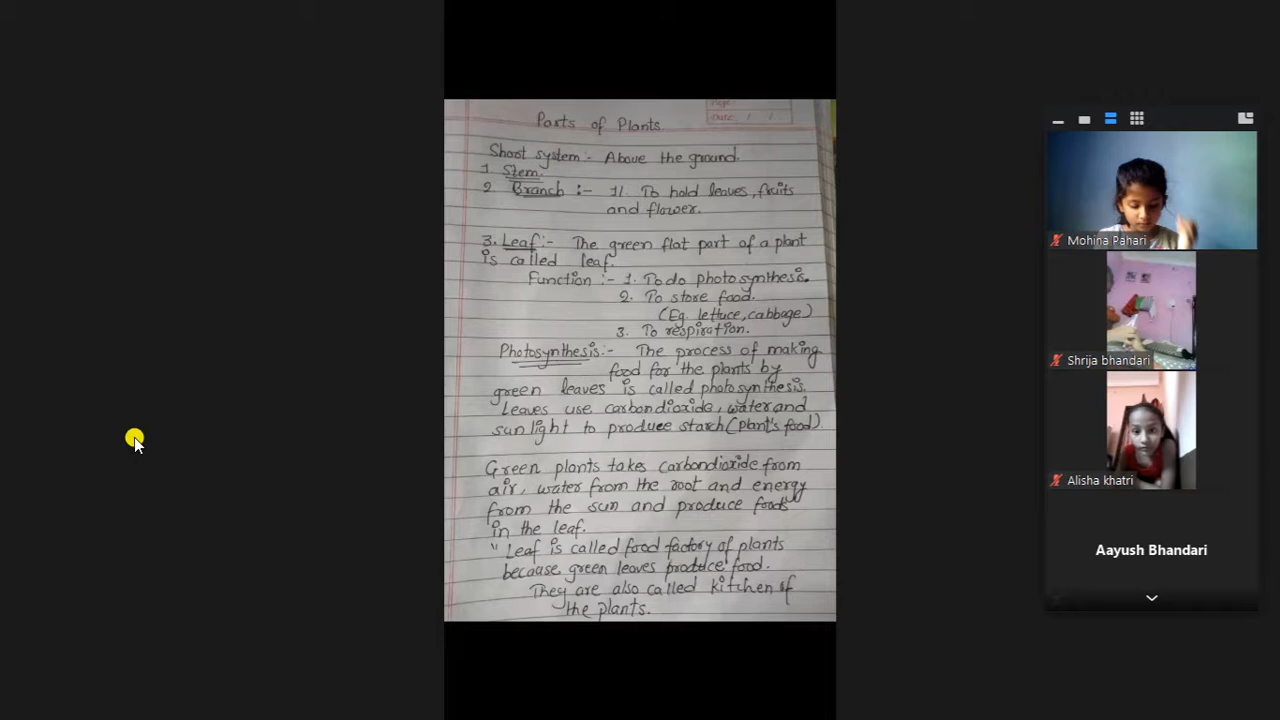 Page:
Date: / /
Parts of Plants.
Shoot system:- Above the ground.
1 Stem.
2. Branch :- 1/. To hold leaves, fruits
and flower.
3. Leaf:- The green flat part of a plant
is called leaf.
Function :- 1. To do photosynthesis.
2. To store food.
(Eg. lettuce, cabbage)
3. To respiration.
Photosynthesis:- The process of making
food for the plants by
green leaves is called photosynthesis.
Leaves use carbondioxide, water and
sunlight to produce starch (plant's food).
Green plants takes carbondioxide from
air, water from the root and energy
from the sun and produce foods
in the leaf.
" Leaf is called food factory of plants
because green leaves produce food.
They are also called kitchen of
the plants.
Mohina Pahari
Shrija bhandari
Alisha khatri
Aayush Bhandari